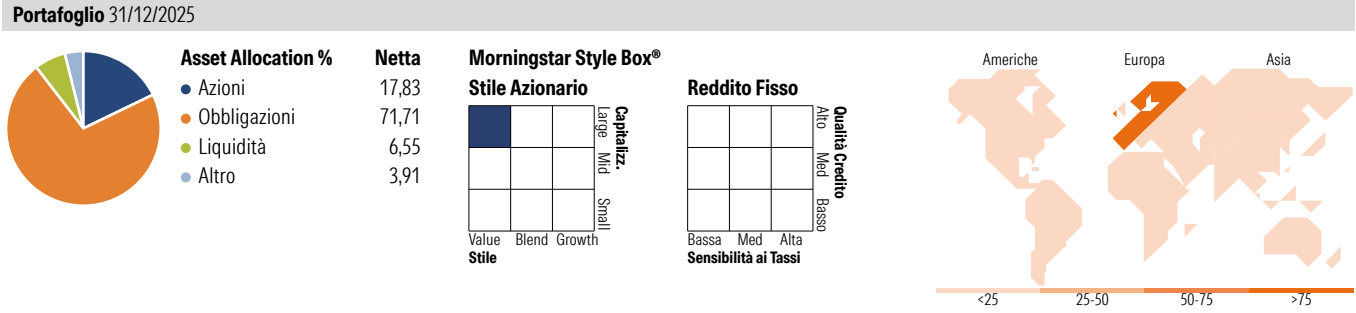 Portafoglio 31/12/2025
Asset Allocation % Netta
Azioni 17,83
Obbligazioni 71,71
Liquidità 6,55
Altro 3,91
Morningstar Style Box®
Stile Azionario
Large Mid Small
Capitalizz.
Value Blend Growth
Stile
Reddito Fisso
Alto Med Basso
Qualità Credito
Bassa Med Alta
Sensibilità ai Tassi
Americhe Europa Asia
<25 25-50 50-75 >75